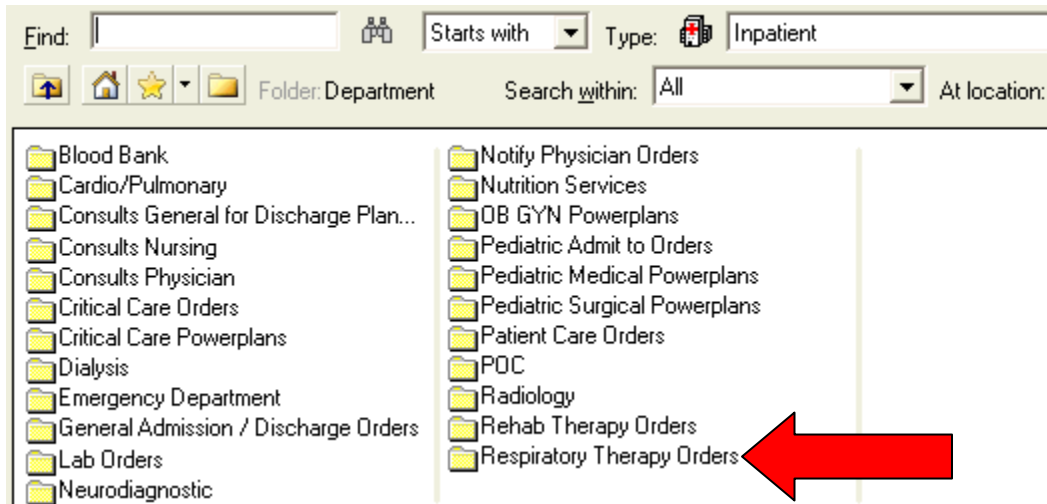 Find: Starts with Type: Inpatient
Folder: Department Search within: All At location:
Blood Bank
Cardio/Pulmonary
Consults General for Discharge Plan...
Consults Nursing
Consults Physician
Critical Care Orders
Critical Care Powerplans
Dialysis
Emergency Department
General Admission / Discharge Orders
Lab Orders
Neurodiagnostic
Notify Physician Orders
Nutrition Services
OB GYN Powerplans
Pediatric Admit to Orders
Pediatric Medical Powerplans
Pediatric Surgical Powerplans
Patient Care Orders
POC
Radiology
Rehab Therapy Orders
Respiratory Therapy Orders